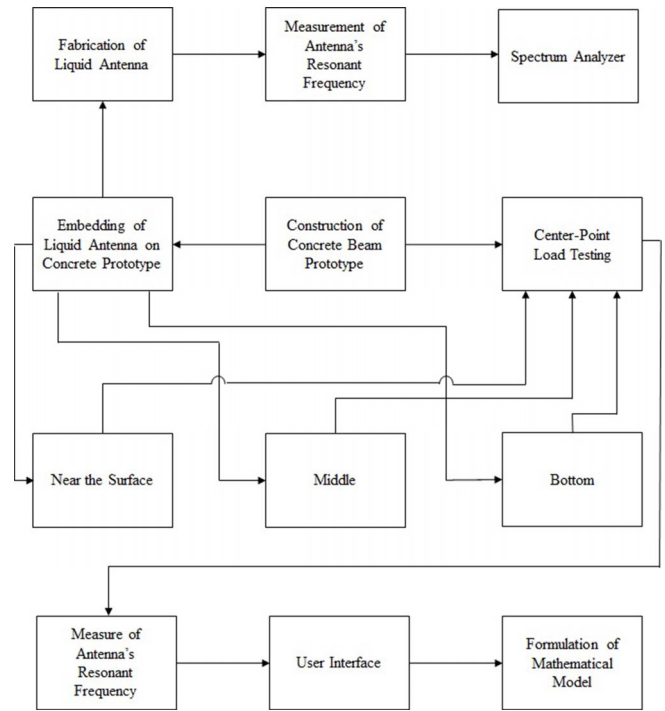 Fabrication of
Liquid Antenna
Measurement of
Antenna's
Resonant
Frequency
Spectrum Analyzer
Embedding of
Liquid Antenna on
Concrete Prototype
Construction of
Concrete Beam
Prototype
Center-Point
Load Testing
Near the Surface
Middle
Bottom
Measure of
Antenna's
Resonant
Frequency
User Interface
Formulation of
Mathematical
Model